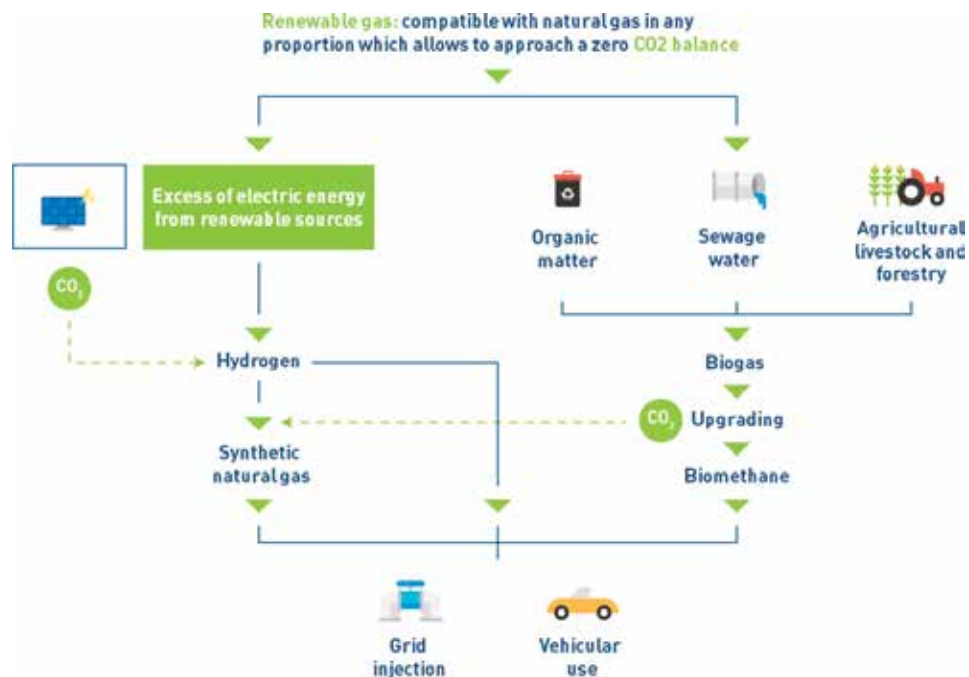 Renewable gas: compatible with natural gas in any
proportion which allows to approach a zero CO2 balance
Excess of electric energy
from renewable sources
Organic
matter
Sewage
water
Agricultural
livestock and
forestry
CO2
Hydrogen
Biogas
CO2
Upgrading
Synthetic
natural gas
Biomethane
Grid
injection
Vehicular
use